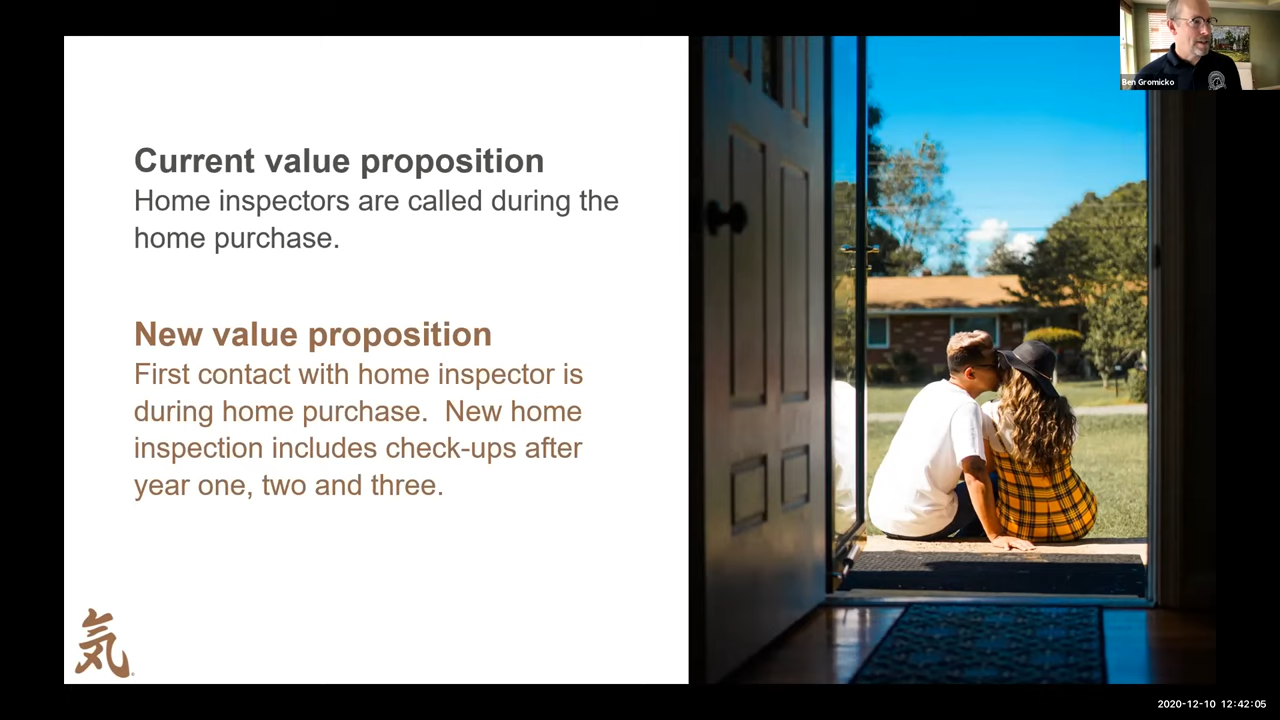 Ben Gromicko
Current value proposition
Home inspectors are called during the
home purchase.
New value proposition
First contact with home inspector is
during home purchase.  New home
inspection includes check-ups after
year one, two and three.
気
2020-12-10 12:42:05